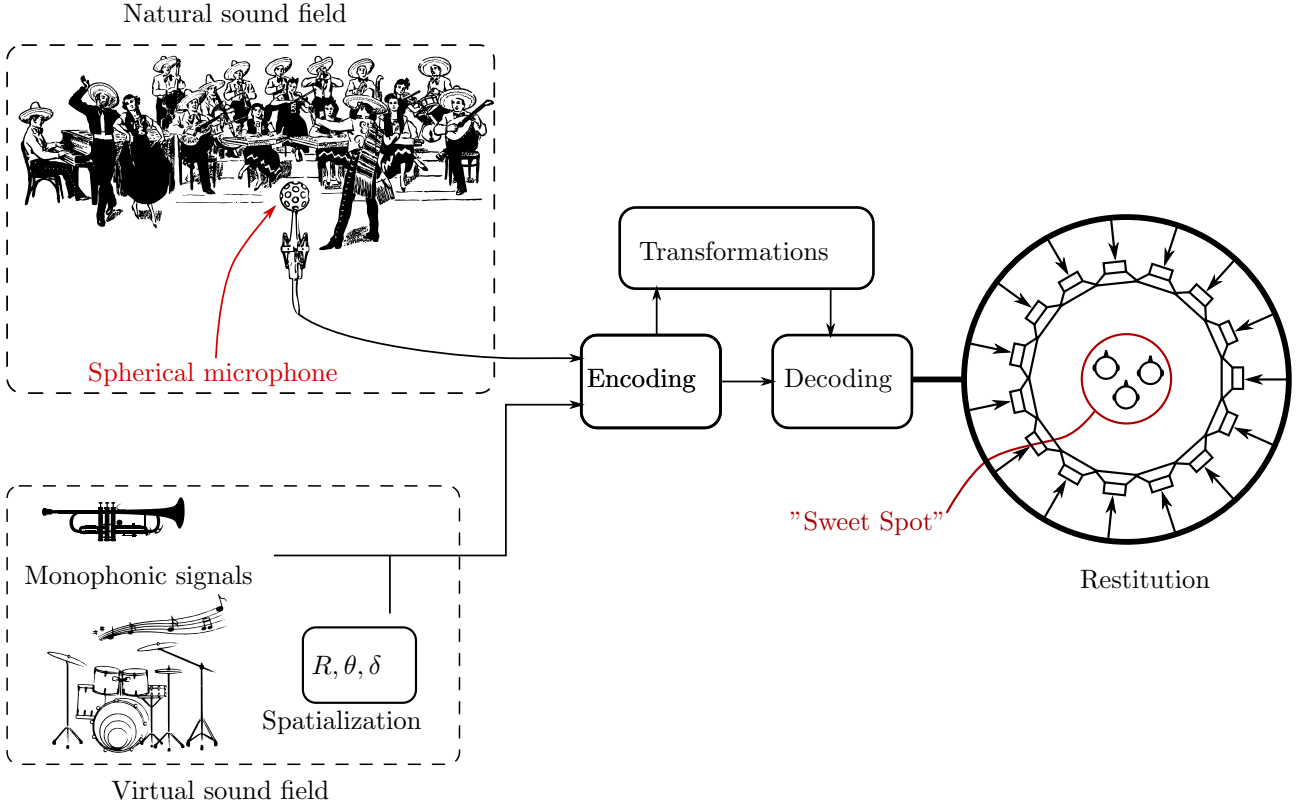 Natural sound field
Spherical microphone
Transformations
Encoding
Decoding
”Sweet Spot”
Restitution
Monophonic signals
R, θ, δ
Spatialization
Virtual sound field